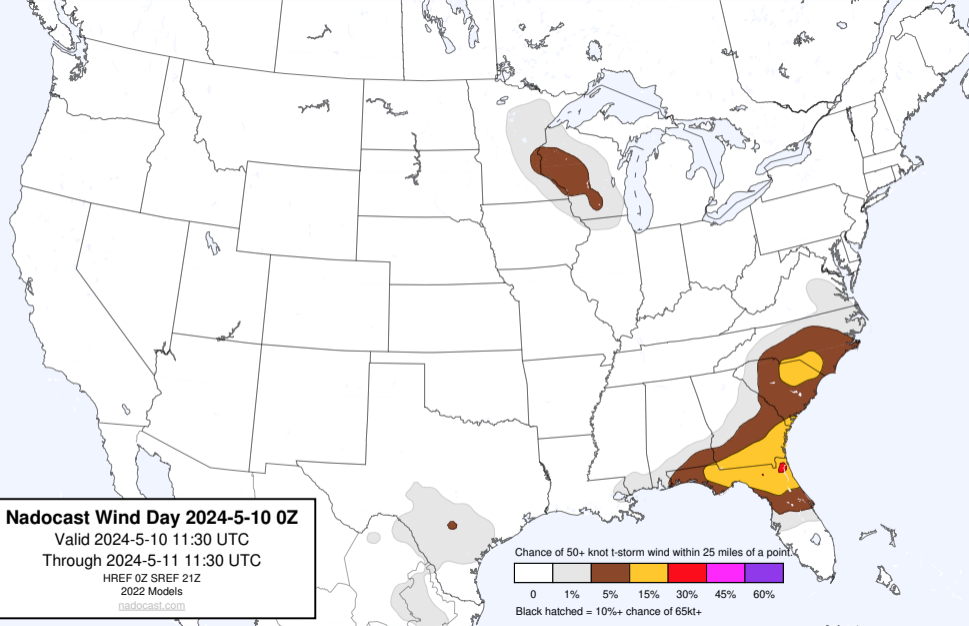 Nadocast Wind Day 2024-5-10 0Z
Valid 2024-5-10 11:30 UTC
Through 2024-5-11 11:30 UTC
HREF 0Z SREF 21Z
2022 Models
nadocast.com
Chance of 50+ knot t-storm wind within 25 miles of a point.
0 1% 5% 15% 30% 45% 60%
Black hatched = 10%+ chance of 65kt+